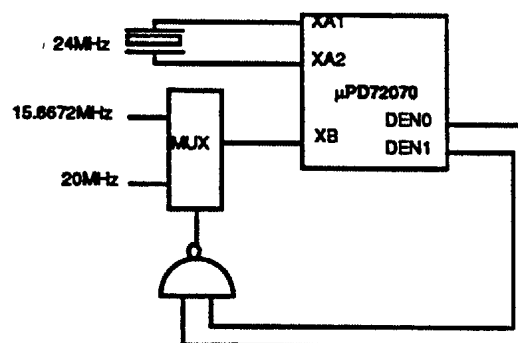 XA1
24MHz
XA2
µPD72070
15.6672MHz
DEN0
MUX
XB
DEN1
20MHz